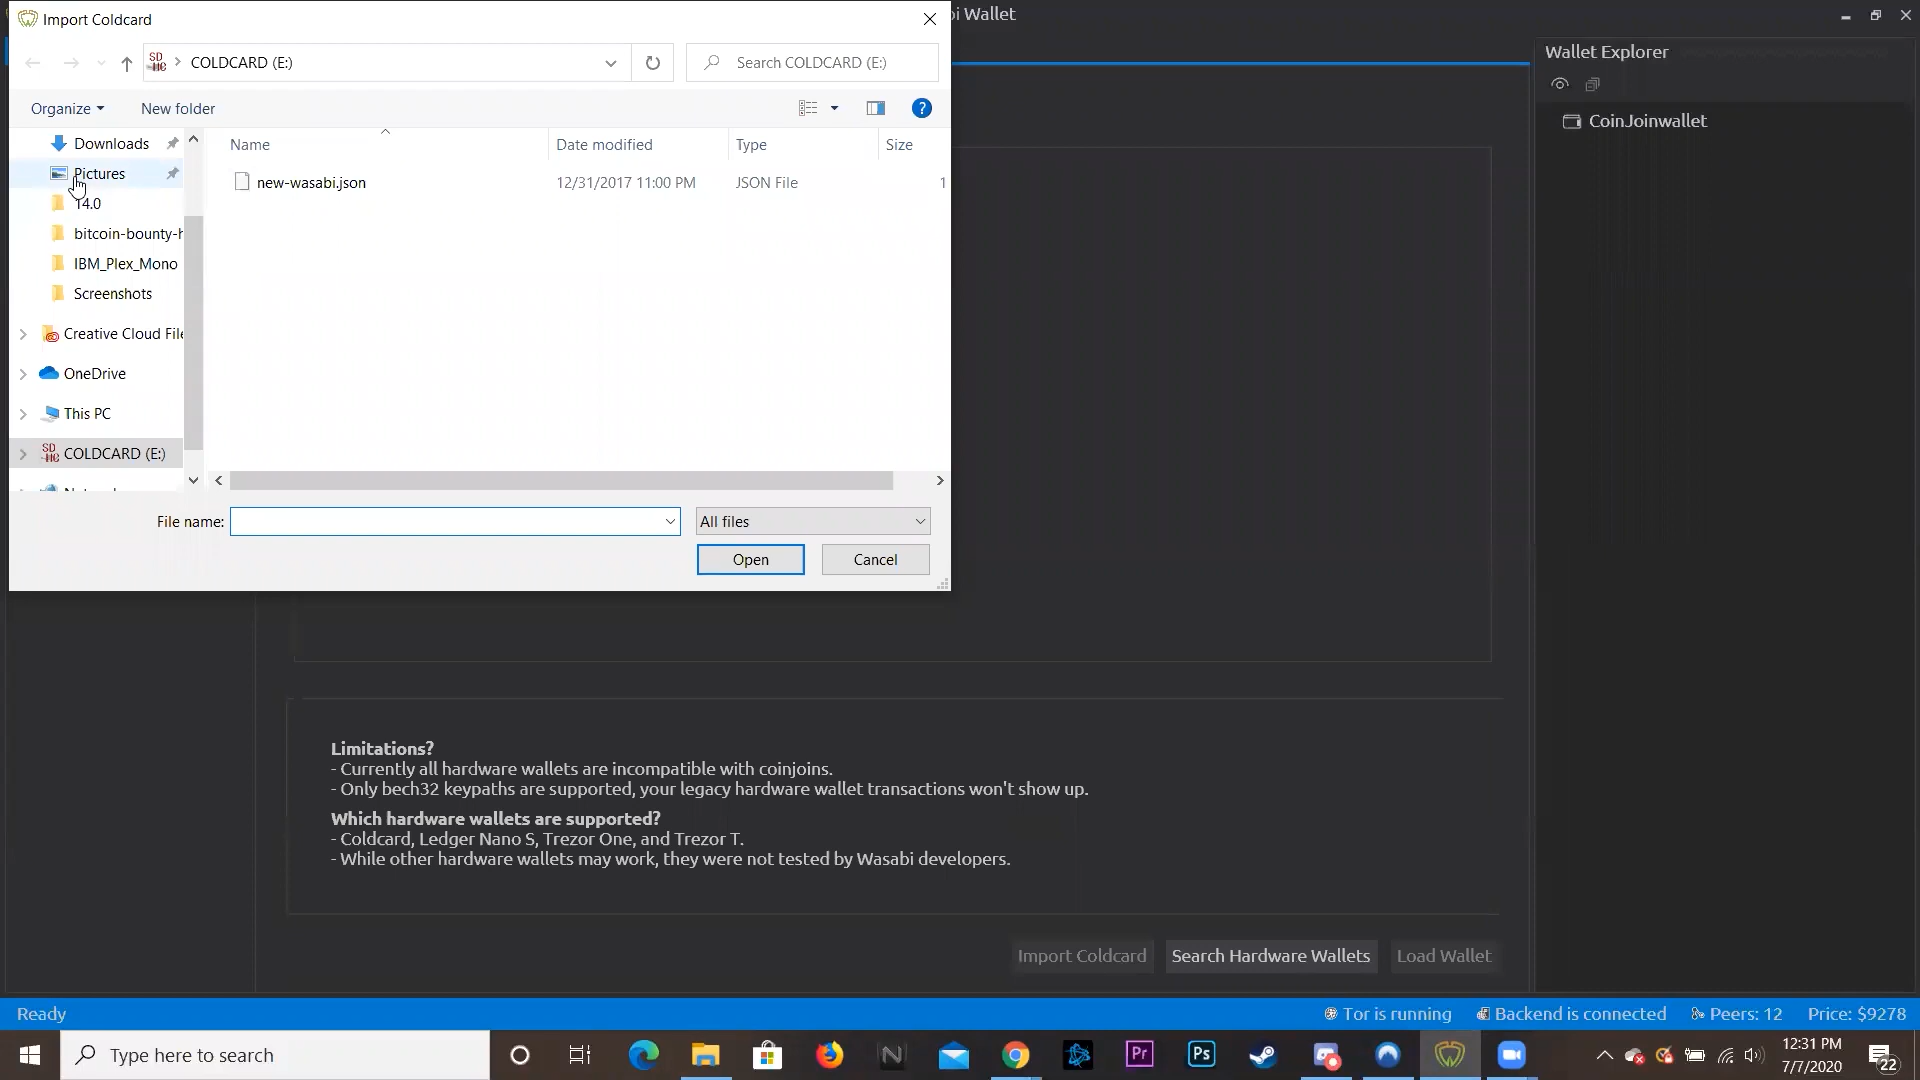 Import Coldcard
i Wallet
COLDCARD (E:)
Search COLDCARD (E:)
Wallet Explorer
Organize
New folder
CoinJoinwallet
Downloads
Pictures
14.0
bitcoin-bounty-h
IBM_Plex_Mono
Screenshots
Creative Cloud File
OneDrive
This PC
COLDCARD (E:)
Name Date modified Type Size
new-wasabi.json 12/31/2017 11:00 PM JSON File 1
File name:
All files
Open Cancel
Limitations?
- Currently all hardware wallets are incompatible with coinjoins.
- Only bech32 keypaths are supported, your legacy hardware wallet transactions won't show up.
Which hardware wallets are supported?
- Coldcard, Ledger Nano S, Trezor One, and Trezor T.
- While other hardware wallets may work, they were not tested by Wasabi developers.
Import Coldcard Search Hardware Wallets Load Wallet
Ready Tor is running Backend is connected Peers: 12 Price: $9278
Type here to search
Pr
Ps
12:31 PM
7/7/2020
22